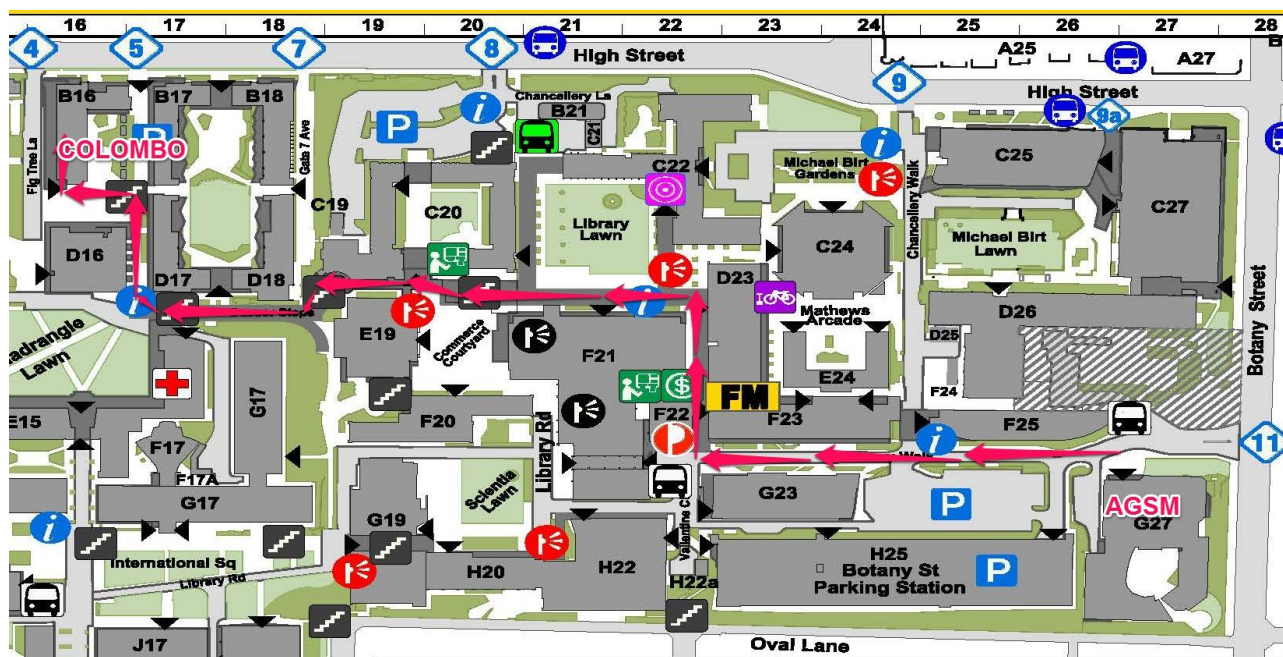 16 17 18 19 20 21 22 23 24 25 26 27 28
4
5
7
8
High Street
A25
A27
9
High Street
9a
B16
B17
B18
Chancellery La
B21
C21
P
P
i
i
COLOMBO
Fig Tree La
Gate 7 Ave
C19
C20
C22
Library
Lawn
Michael Birt
Gardens
Chancellery Walk
C25
C24
Michael Birt
Lawn
C27
D16
D17
D18
i
i
D23
Mathews
Arcade
D26
D25
Botany Street
Lawn
E19
Commerce
Courtyard
F21
E24
F24
G17
E15
F20
F22
$
FM
F23
F25
i
11
F17
F17A
Library Rd
P
G17
i
International Sq
Library Rd
G19
Scientia
Lawn
G23
P
AGSM
G27
H20
H22
H22a
H25
Botany St
Parking Station
P
J17
Oval Lane